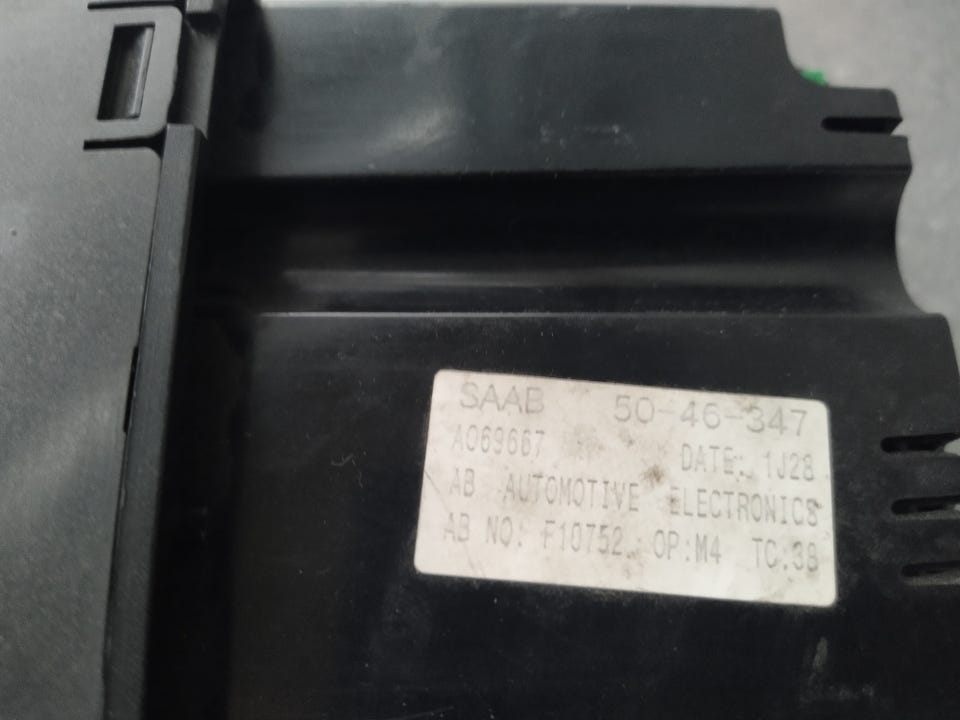 SAAB 50-46-347
A069667 DATE: 1J28
AB AUTOMOTIVE ELECTRONICS
AB NO: F10752 OP:M4 TC:38